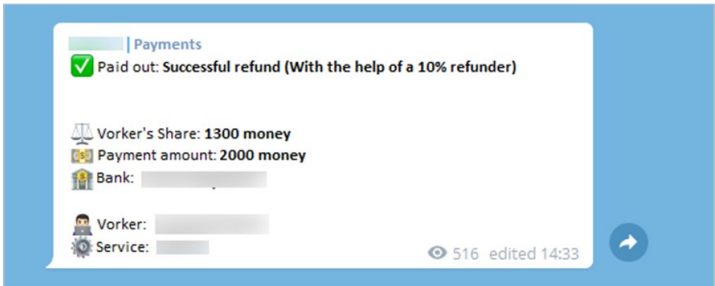 | Payments
Paid out: Successful refund (With the help of a 10% refunder)
Vorker's Share: 1300 money
Payment amount: 2000 money
Bank:
Vorker:
Service:
516 edited 14:33